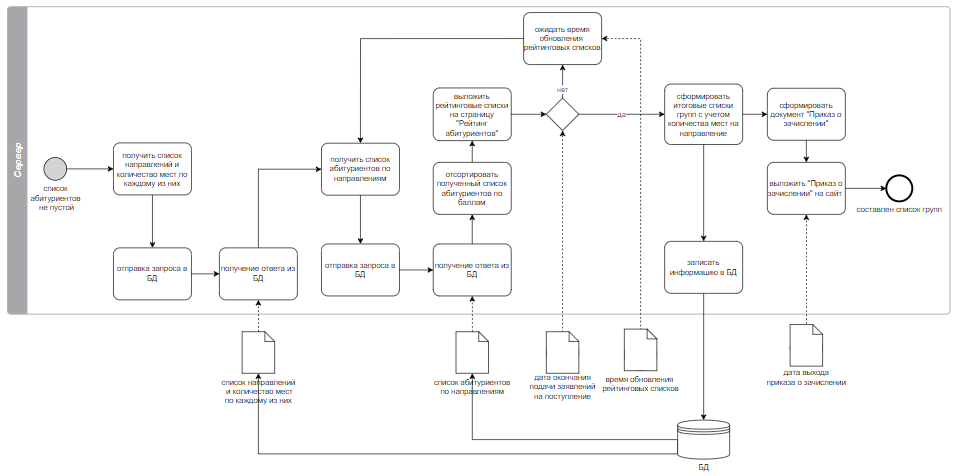 Сервер
список
абитуриентов
не пустой
получить список
направлений и
количество мест по
каждому из них
отправка запроса в
БД
получение ответа из
БД
получить список
абитуриентов по
направлениям
отправка запроса в
БД
получение ответа из
БД
отсортировать
полученный список
абитуриентов по
баллам
выложить
рейтинговые списки
на страницу
"Рейтинг
абитуриентов"
ожидать время
обновления
рейтинговых списков
нет
да
сформировать
итоговые списки
групп с учетом
количества мест на
направление
сформировать
документ "Приказ о
зачислении"
выложить "Приказ о
зачислении" на сайт
составлен список групп
записать
информацию в БД
список направлений
и количество мест
по каждому из них
список абитуриентов
по направлениям
дата окончания
подачи заявлений
на поступление
время обновления
рейтинговых списков
дата выхода
приказа о зачислении
БД